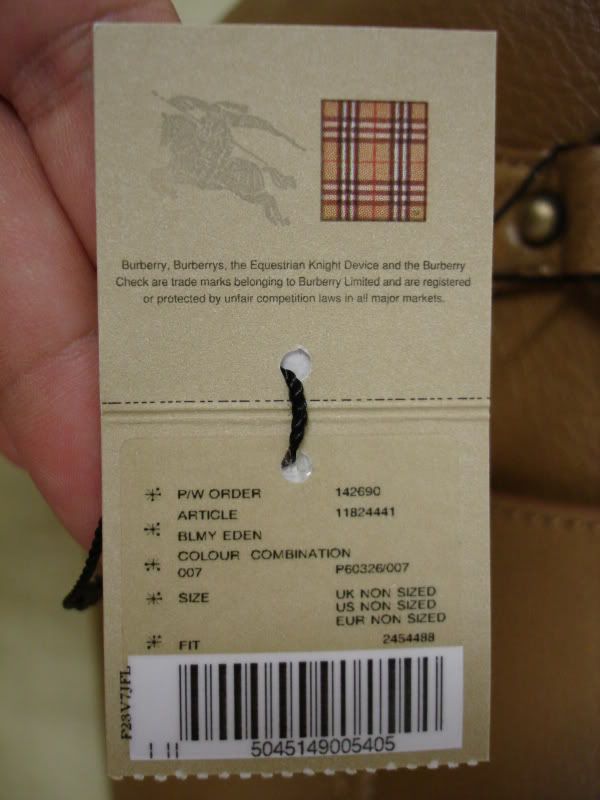 Burberry, Burberrys, the Equestrian Knight Device and the Burberry
Check are trade marks belonging to Burberry Limited and are registered
or protected by unfair competition laws in all major markets.
P/W ORDER 142690
ARTICLE 11824441
BLMY EDEN
COLOUR COMBINATION
007 P60326/007
SIZE UK NON SIZED
US NON SIZED
EUR NON SIZED
FIT 2454488
F23V7JFL
5045149005405